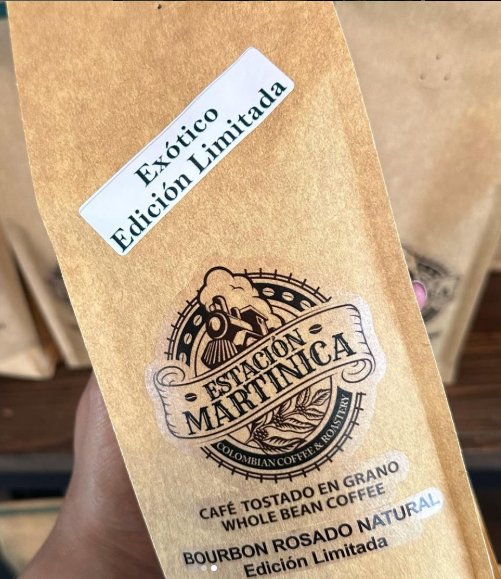 Exótico
Edición Limitada
ESTACIÓN
MARTINICA
COLOMBIAN COFFEE & ROASTERY
CAFÉ TOSTADO EN GRANO
WHOLE BEAN COFFEE
BOURBON ROSADO NATURAL
Edición Limitada